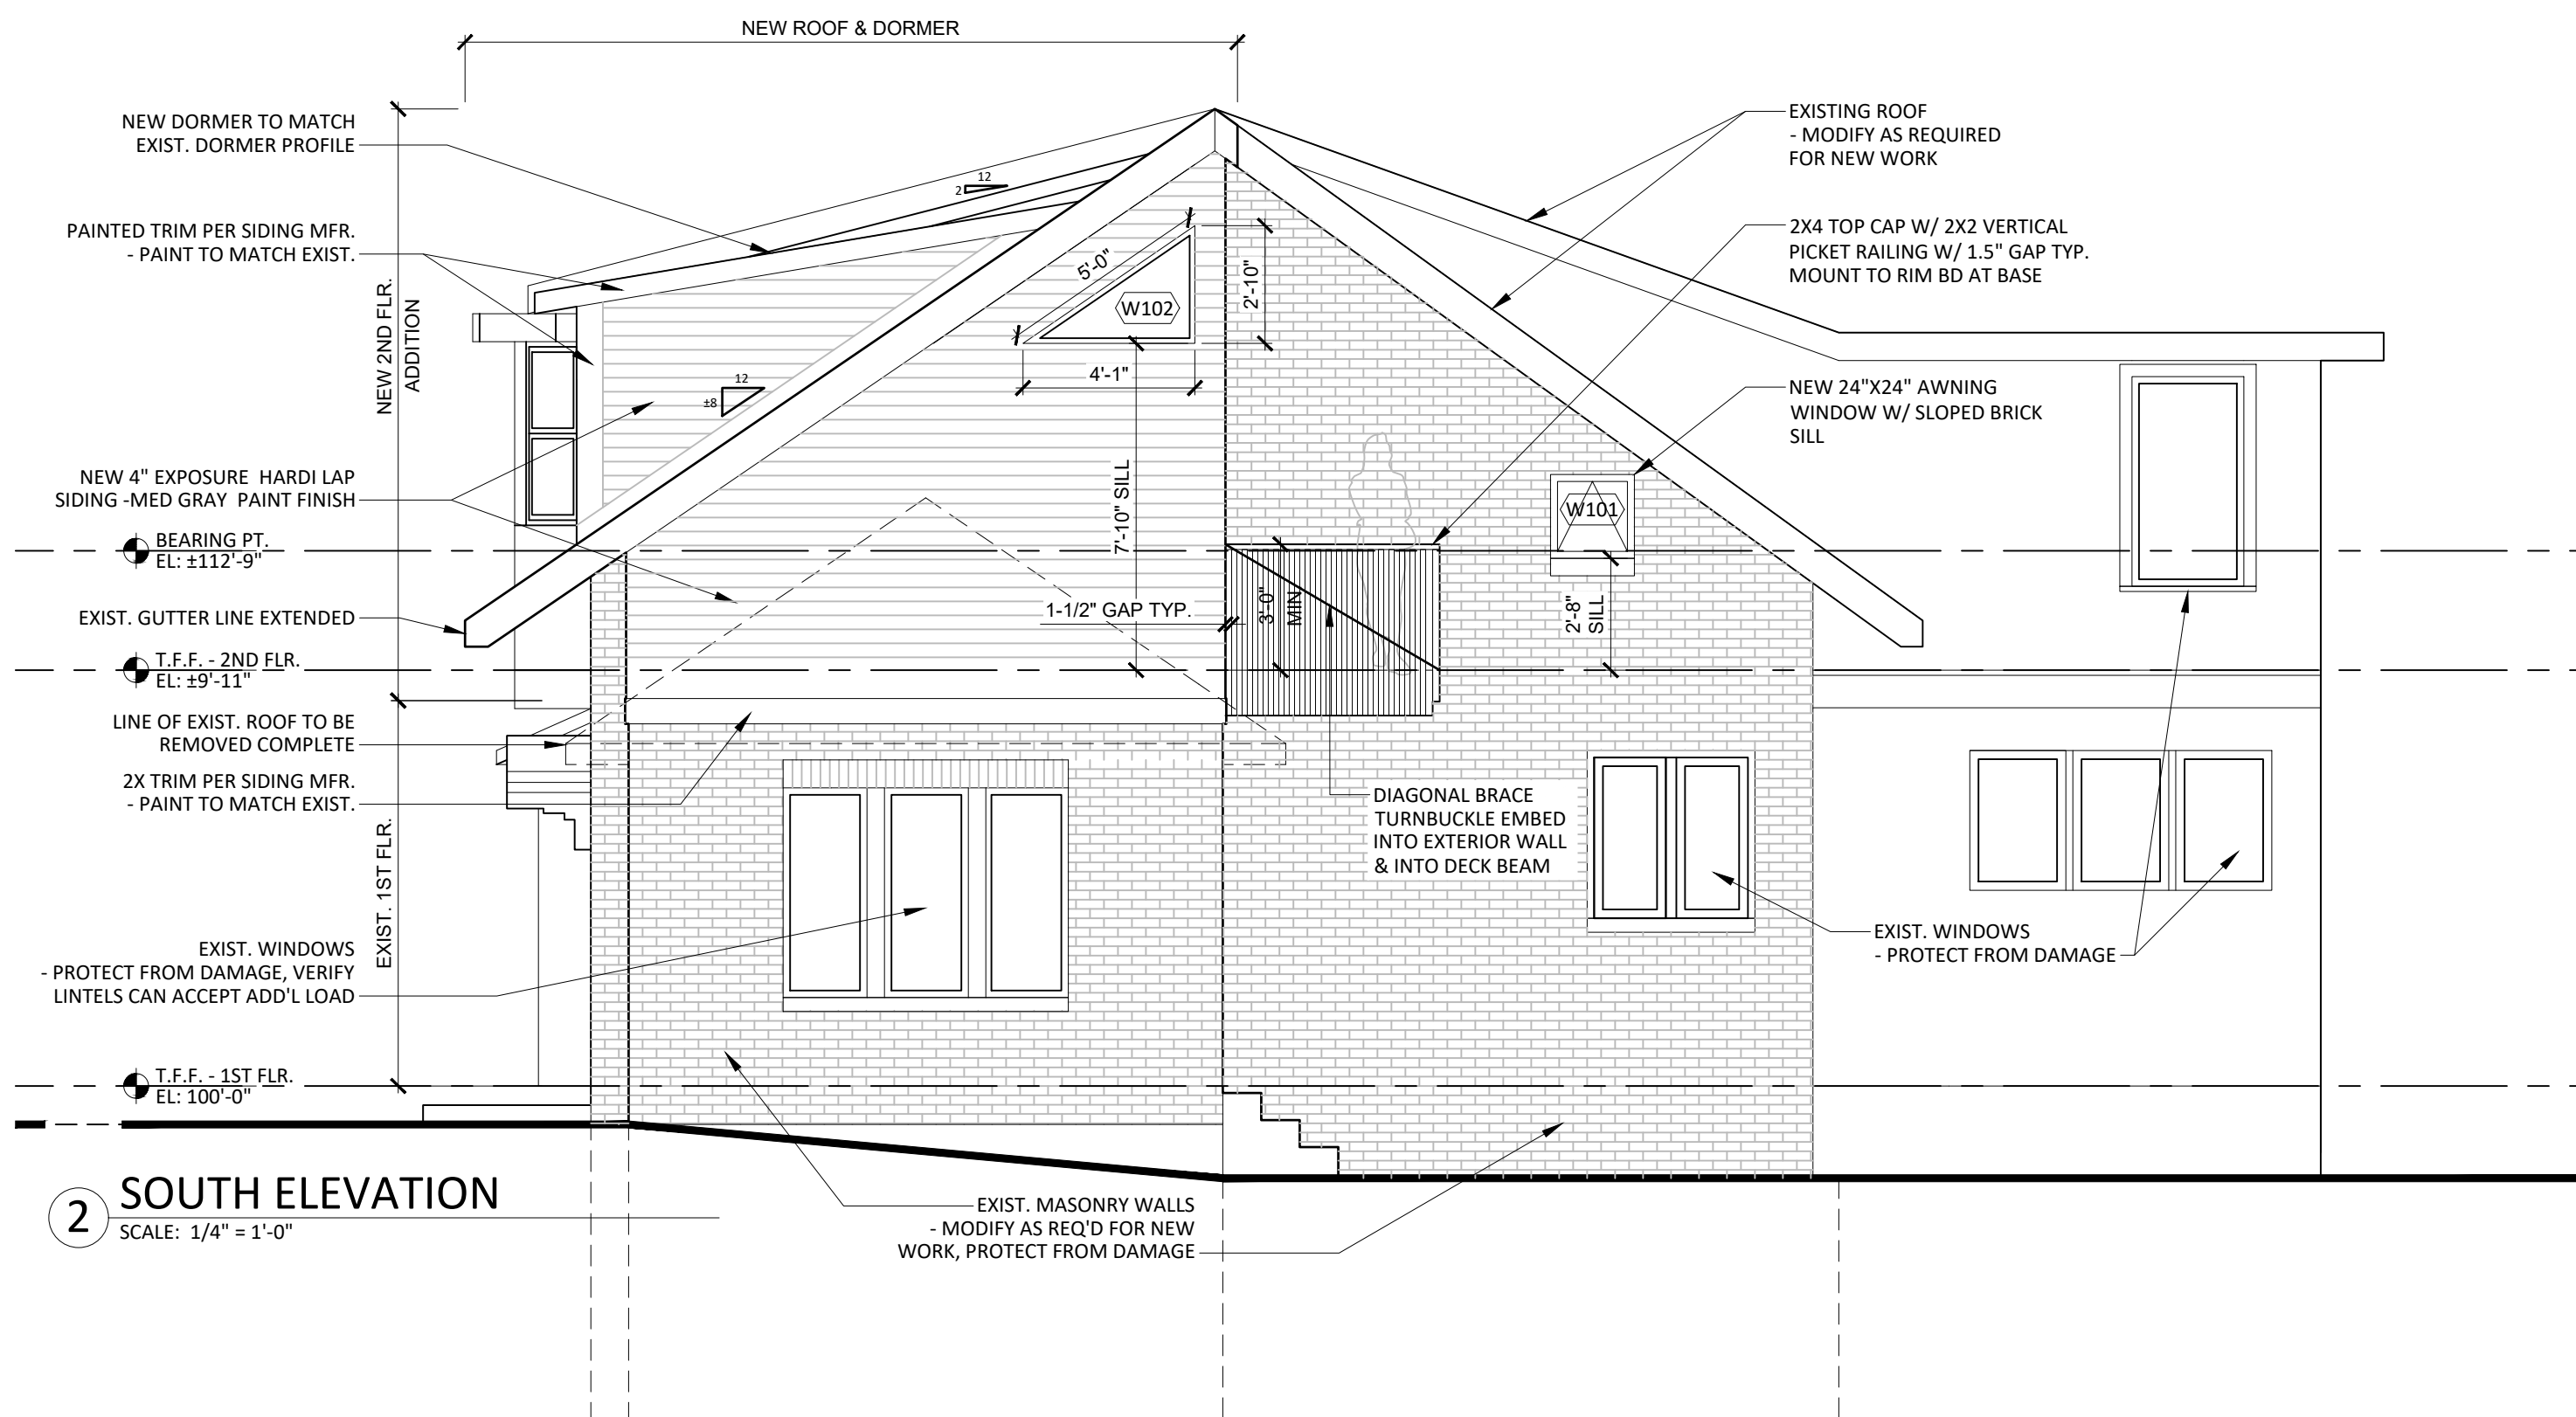 NEW ROOF & DORMER
NEW DORMER TO MATCH
EXIST. DORMER PROFILE
PAINTED TRIM PER SIDING MFR.
- PAINT TO MATCH EXIST.
NEW 2ND FLR.
ADDITION
NEW 4" EXPOSURE HARDI LAP
SIDING -MED GRAY PAINT FINISH
BEARING PT.
EL: ±112'-9"
EXIST. GUTTER LINE EXTENDED
T.F.F. - 2ND FLR.
EL: ±9'-11"
LINE OF EXIST. ROOF TO BE
REMOVED COMPLETE
2X TRIM PER SIDING MFR.
- PAINT TO MATCH EXIST.
EXIST. 1ST FLR.
EXIST. WINDOWS
- PROTECT FROM DAMAGE, VERIFY
LINTELS CAN ACCEPT ADD'L LOAD
T.F.F. - 1ST FLR.
EL: 100'-0"
12
2
12
±8
5'-0"
W102
2'-10"
4'-1"
7'-10" SILL
1-1/2" GAP TYP.
3'-0"
MIN
W101
2'-8"
SILL
EXISTING ROOF
- MODIFY AS REQUIRED
FOR NEW WORK
2X4 TOP CAP W/ 2X2 VERTICAL
PICKET RAILING W/ 1.5" GAP TYP.
MOUNT TO RIM BD AT BASE
NEW 24"X24" AWNING
WINDOW W/ SLOPED BRICK
SILL
DIAGONAL BRACE
TURNBUCKLE EMBED
INTO EXTERIOR WALL
& INTO DECK BEAM
EXIST. WINDOWS
- PROTECT FROM DAMAGE
EXIST. MASONRY WALLS
- MODIFY AS REQ'D FOR NEW
WORK, PROTECT FROM DAMAGE
2
SOUTH ELEVATION
SCALE: 1/4" = 1'-0"